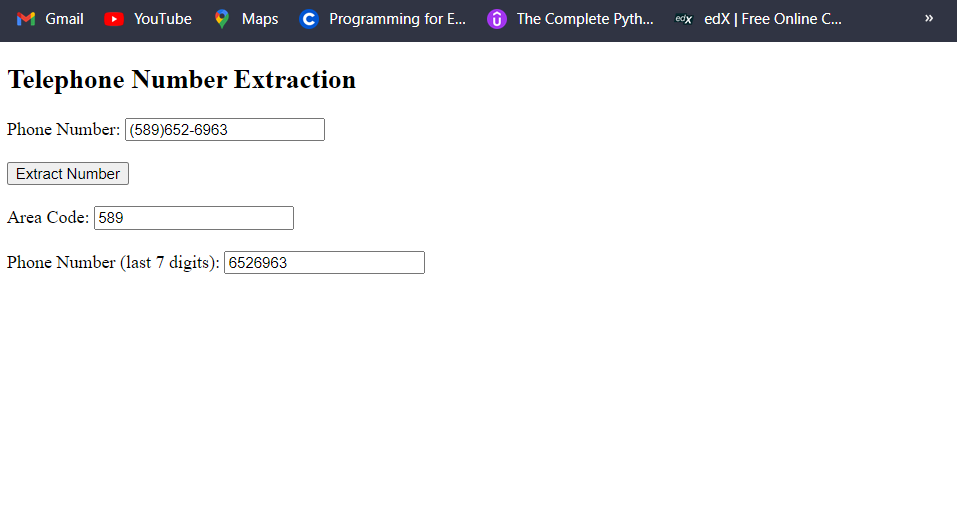 Gmail YouTube Maps Programming for E... The Complete Pyth... edX edX | Free Online C... »
Telephone Number Extraction
Phone Number: (589)652-6963
Extract Number
Area Code: 589
Phone Number (last 7 digits): 6526963